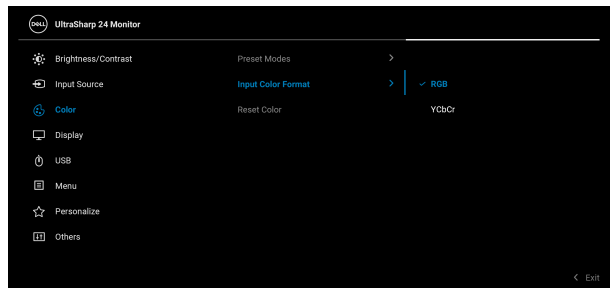 DELL UltraSharp 24 Monitor
Brightness/Contrast Preset Modes
Input Source Input Color Format RGB
Color Reset Color YCbCr
Display
USB
Menu
Personalize
Others
Exit